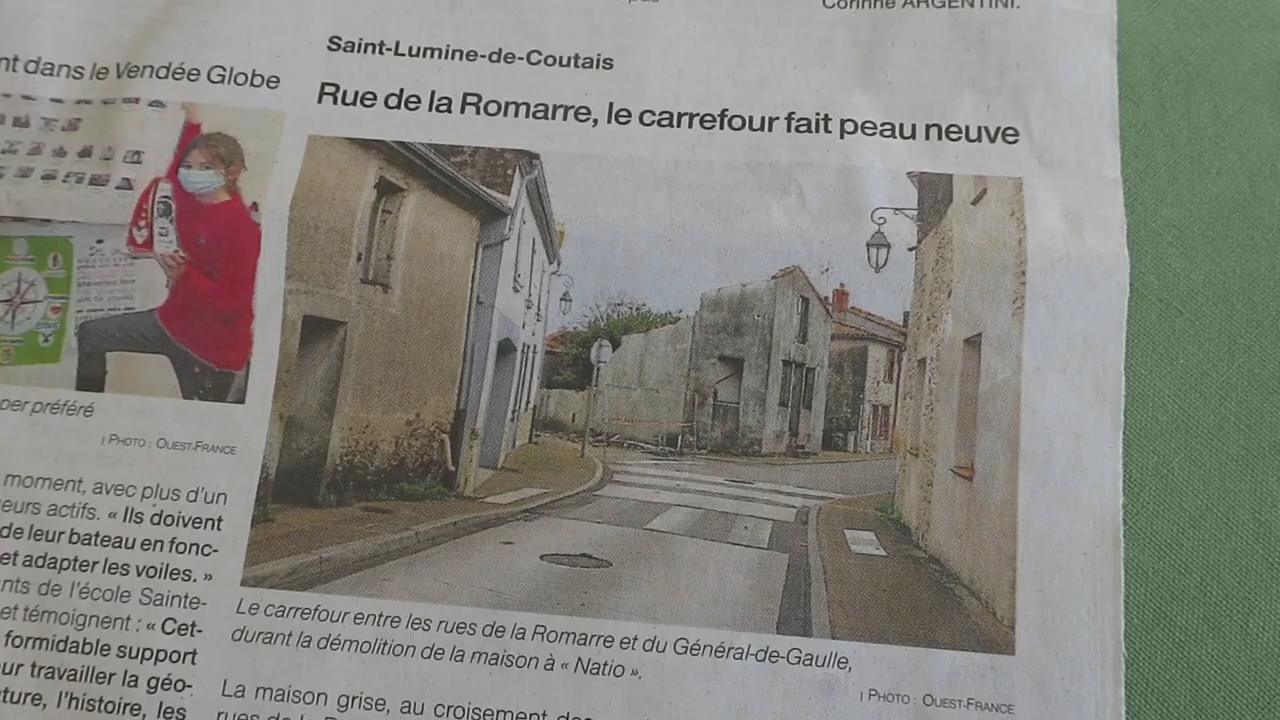 Corinne ARGENTINI.
nt dans le Vendée Globe
per préféré
PHOTO : OUEST-FRANCE
moment, avec plus d'un
eurs actifs. « Ils doivent
de leur bateau en fonc-
et adapter les voiles. »
nts de l'école Sainte-
et témoignent : « Cet-
formidable support
ur travailler la géo-
ture, l'histoire, les
Saint-Lumine-de-Coutais
Rue de la Romarre, le carrefour fait peau neuve
Le carrefour entre les rues de la Romarre et du Général-de-Gaulle,
durant la démolition de la maison à « Natio ».
PHOTO : OUEST-FRANCE
La maison grise, au croisement des
rues de la